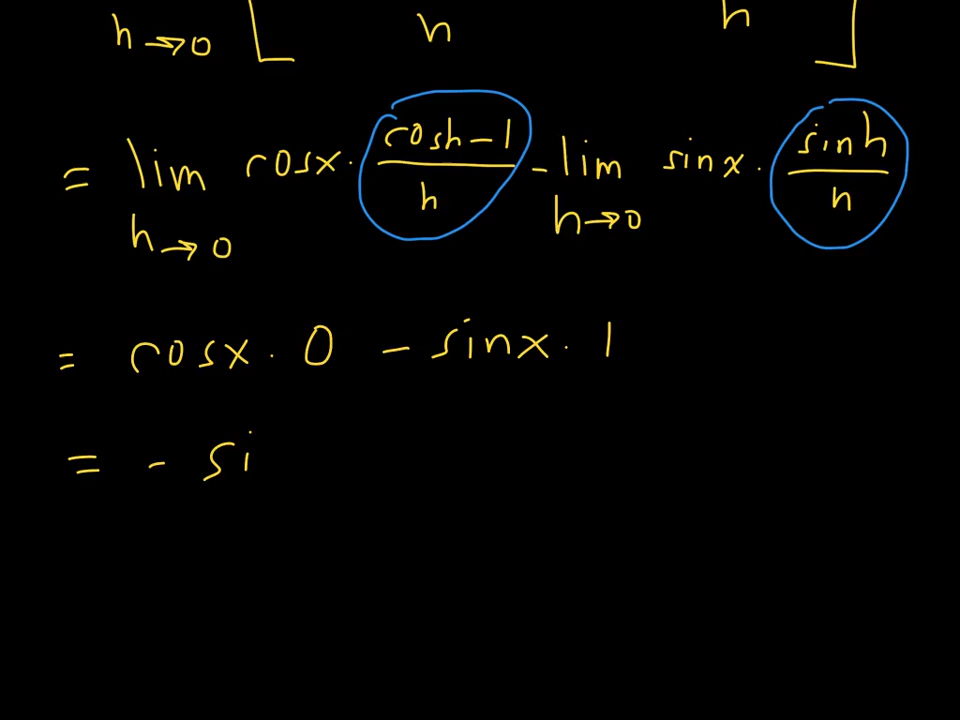 h→0 [ h h ]
= lim h→0 cosx · (cosh−1)/h − lim h→0 sinx · sinh/h
= cosx · 0 − sinx · 1
= - si